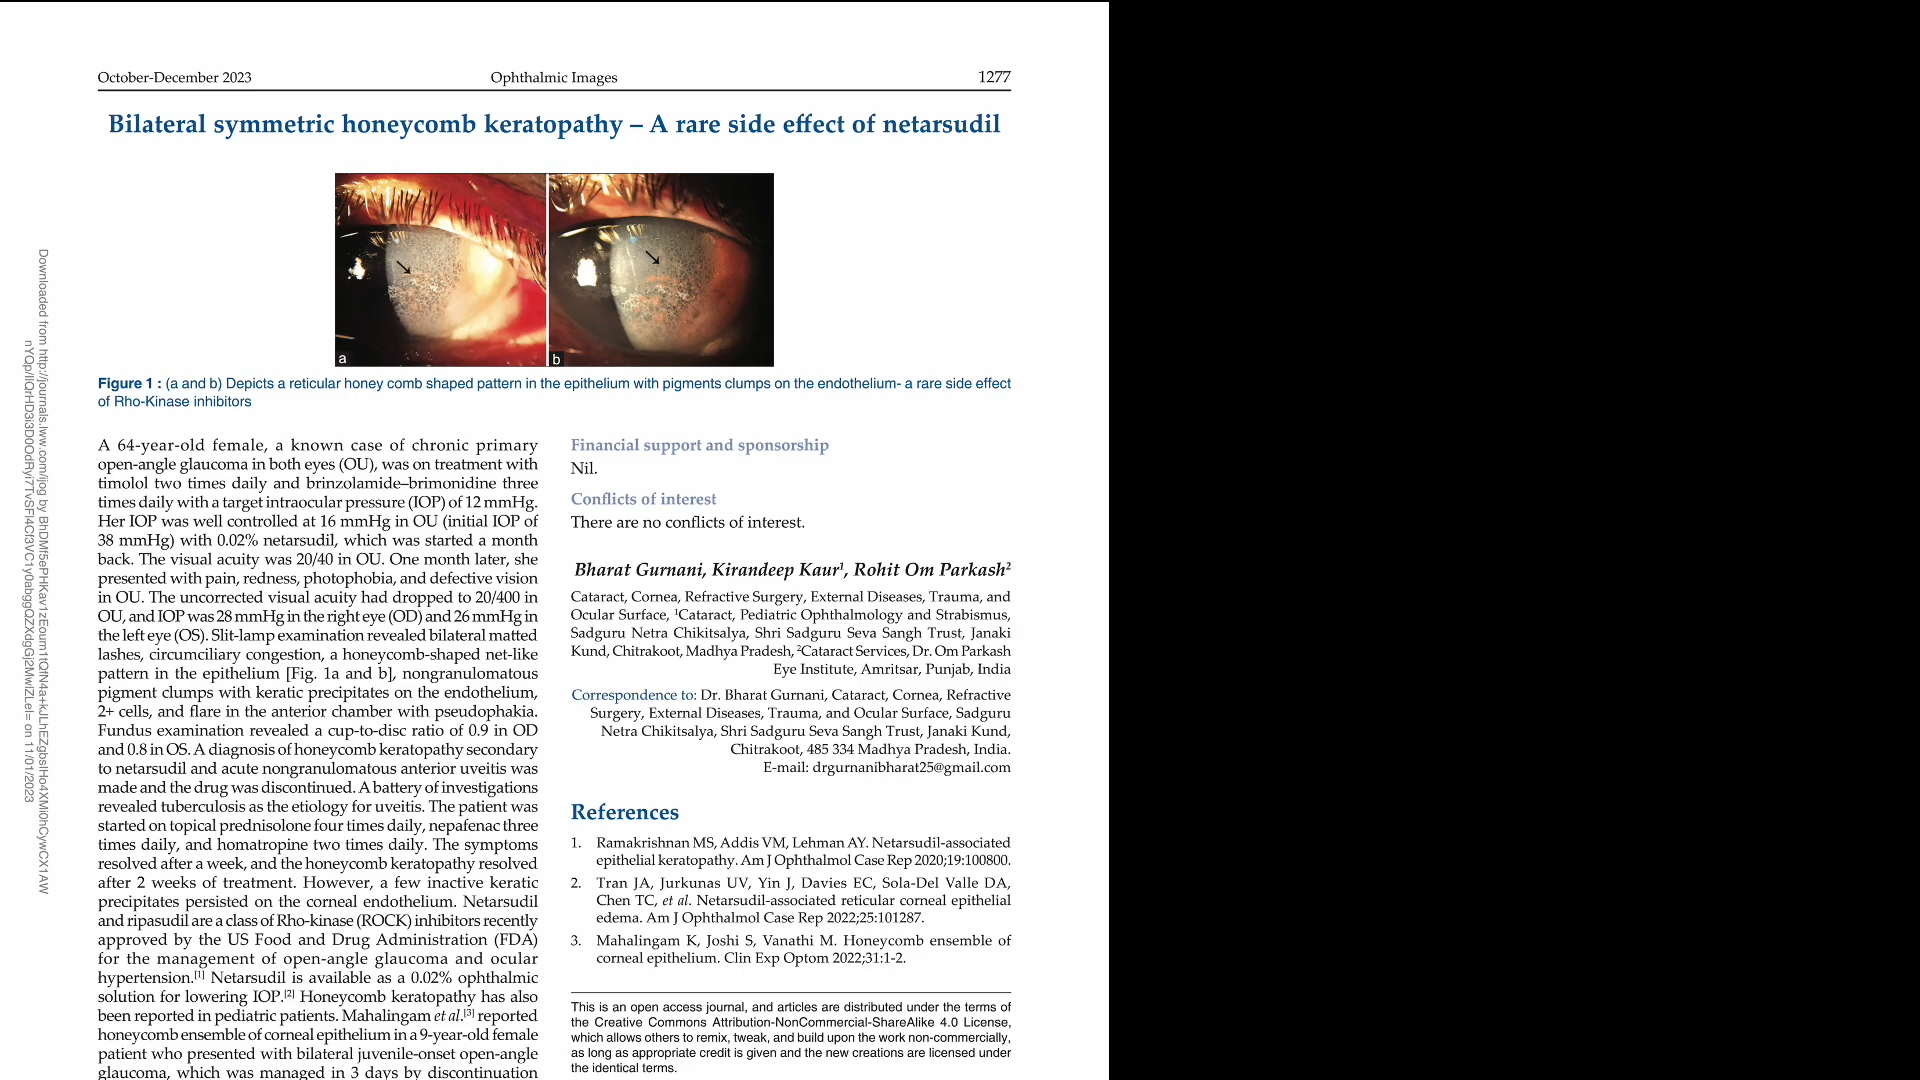 October-December 2023
Ophthalmic Images
1277
Bilateral symmetric honeycomb keratopathy – A rare side effect of netarsudil
a
b
Figure 1 : (a and b) Depicts a reticular honey comb shaped pattern in the epithelium with pigments clumps on the endothelium- a rare side effect
of Rho-Kinase inhibitors
A 64-year-old female, a known case of chronic primary
open-angle glaucoma in both eyes (OU), was on treatment with
timolol two times daily and brinzolamide–brimonidine three
times daily with a target intraocular pressure (IOP) of 12 mmHg.
Her IOP was well controlled at 16 mmHg in OU (initial IOP of
38 mmHg) with 0.02% netarsudil, which was started a month
back. The visual acuity was 20/40 in OU. One month later, she
presented with pain, redness, photophobia, and defective vision
in OU. The uncorrected visual acuity had dropped to 20/400 in
OU, and IOP was 28 mmHg in the right eye (OD) and 26 mmHg in
the left eye (OS). Slit-lamp examination revealed bilateral matted
lashes, circumciliary congestion, a honeycomb-shaped net-like
pattern in the epithelium [Fig. 1a and b], nongranulomatous
pigment clumps with keratic precipitates on the endothelium,
2+ cells, and flare in the anterior chamber with pseudophakia.
Fundus examination revealed a cup-to-disc ratio of 0.9 in OD
and 0.8 in OS. A diagnosis of honeycomb keratopathy secondary
to netarsudil and acute nongranulomatous anterior uveitis was
made and the drug was discontinued. A battery of investigations
revealed tuberculosis as the etiology for uveitis. The patient was
started on topical prednisolone four times daily, nepafenac three
times daily, and homatropine two times daily. The symptoms
resolved after a week, and the honeycomb keratopathy resolved
after 2 weeks of treatment. However, a few inactive keratic
precipitates persisted on the corneal endothelium. Netarsudil
and ripasudil are a class of Rho-kinase (ROCK) inhibitors recently
approved by the US Food and Drug Administration (FDA)
for the management of open-angle glaucoma and ocular
hypertension.[1] Netarsudil is available as a 0.02% ophthalmic
solution for lowering IOP.[2] Honeycomb keratopathy has also
been reported in pediatric patients. Mahalingam et al.[3] reported
honeycomb ensemble of corneal epithelium in a 9-year-old female
patient who presented with bilateral juvenile-onset open-angle
glaucoma, which was managed in 3 days by discontinuation
Financial support and sponsorship
Nil.
Conflicts of interest
There are no conflicts of interest.
Bharat Gurnani, Kirandeep Kaur1, Rohit Om Parkash2
Cataract, Cornea, Refractive Surgery, External Diseases, Trauma, and
Ocular Surface, 1Cataract, Pediatric Ophthalmology and Strabismus,
Sadguru Netra Chikitsalya, Shri Sadguru Seva Sangh Trust, Janaki
Kund, Chitrakoot, Madhya Pradesh, 2Cataract Services, Dr. Om Parkash
Eye Institute, Amritsar, Punjab, India
Correspondence to: Dr. Bharat Gurnani, Cataract, Cornea, Refractive
Surgery, External Diseases, Trauma, and Ocular Surface, Sadguru
Netra Chikitsalya, Shri Sadguru Seva Sangh Trust, Janaki Kund,
Chitrakoot, 485 334 Madhya Pradesh, India.
E-mail: drgurnanibharat25@gmail.com
References
1. Ramakrishnan MS, Addis VM, Lehman AY. Netarsudil-associated
epithelial keratopathy. Am J Ophthalmol Case Rep 2020;19:100800.
2. Tran JA, Jurkunas UV, Yin J, Davies EC, Sola-Del Valle DA,
Chen TC, et al. Netarsudil-associated reticular corneal epithelial
edema. Am J Ophthalmol Case Rep 2022;25:101287.
3. Mahalingam K, Joshi S, Vanathi M. Honeycomb ensemble of
corneal epithelium. Clin Exp Optom 2022;31:1-2.
This is an open access journal, and articles are distributed under the terms of
the Creative Commons Attribution-NonCommercial-ShareAlike 4.0 License,
which allows others to remix, tweak, and build upon the work non-commercially,
as long as appropriate credit is given and the new creations are licensed under
the identical terms.
Downloaded from http://journals.lww.com/ijog by
on 11/01/2023